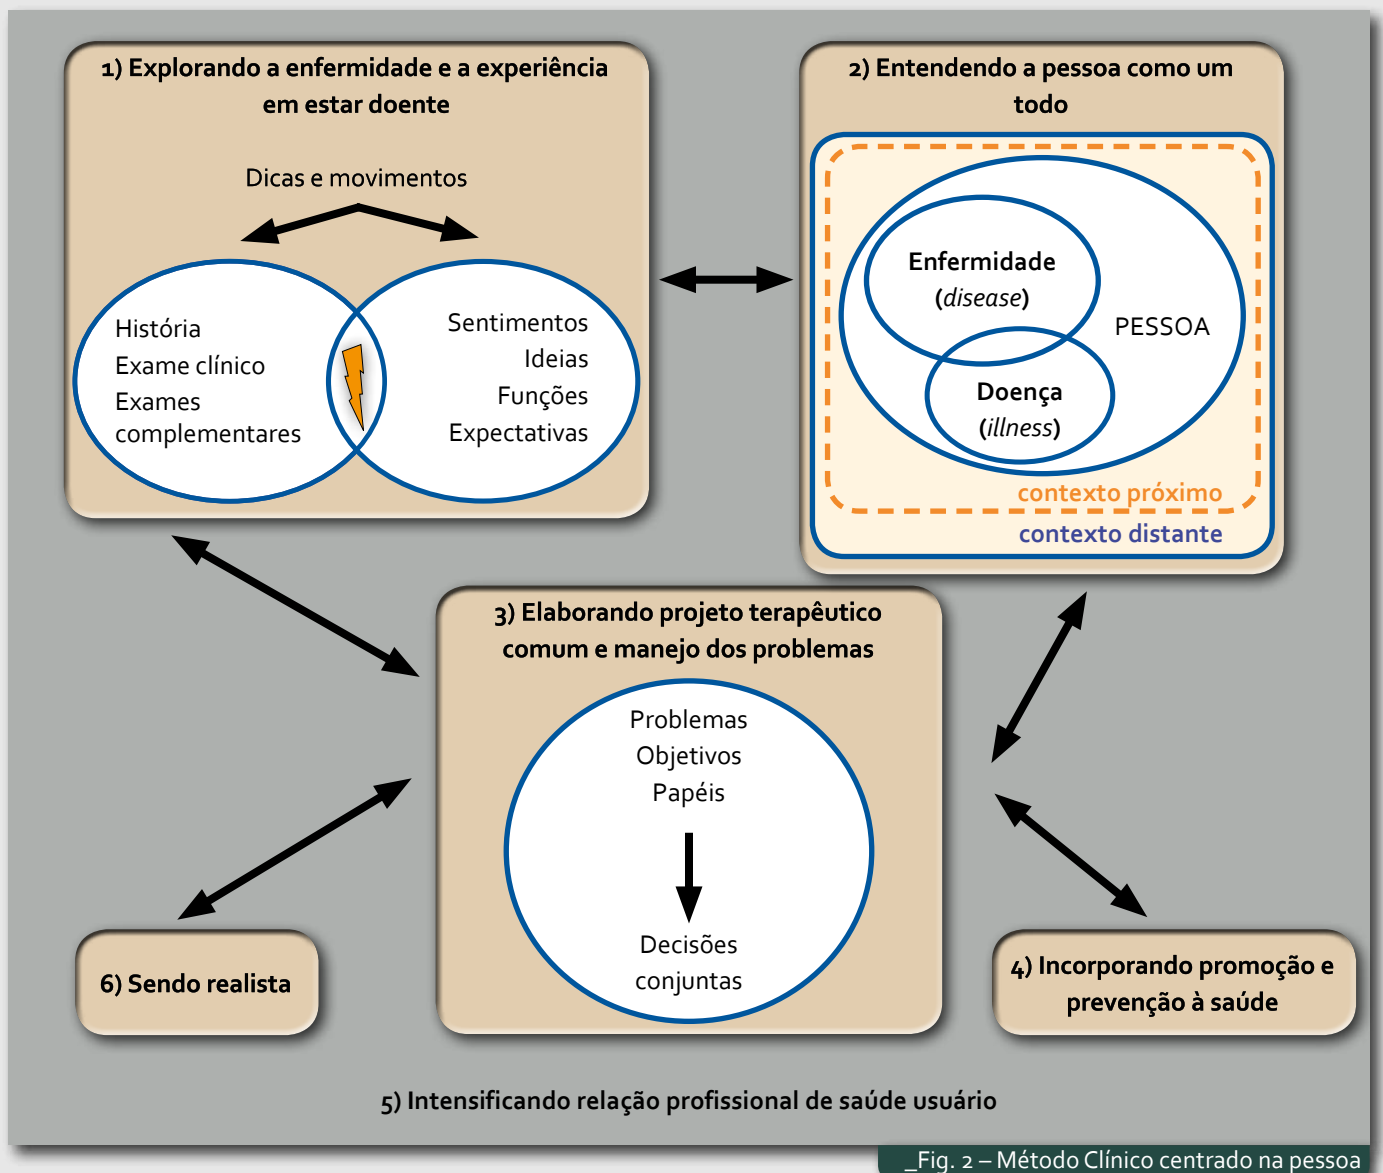 1) Explorando a enfermidade e a experiência
em estar doente
Dicas e movimentos
História
Exame clínico
Exames
complementares
Sentimentos
Ideias
Funções
Expectativas
2) Entendendo a pessoa como um
todo
Enfermidade
(disease)
PESSOA
Doença
(illness)
contexto próximo
contexto distante
3) Elaborando projeto terapêutico
comum e manejo dos problemas
Problemas
Objetivos
Papéis
Decisões
conjuntas
6) Sendo realista
4) Incorporando promoção e
prevenção à saúde
5) Intensificando relação profissional de saúde usuário
_Fig. 2 – Método Clínico centrado na pessoa